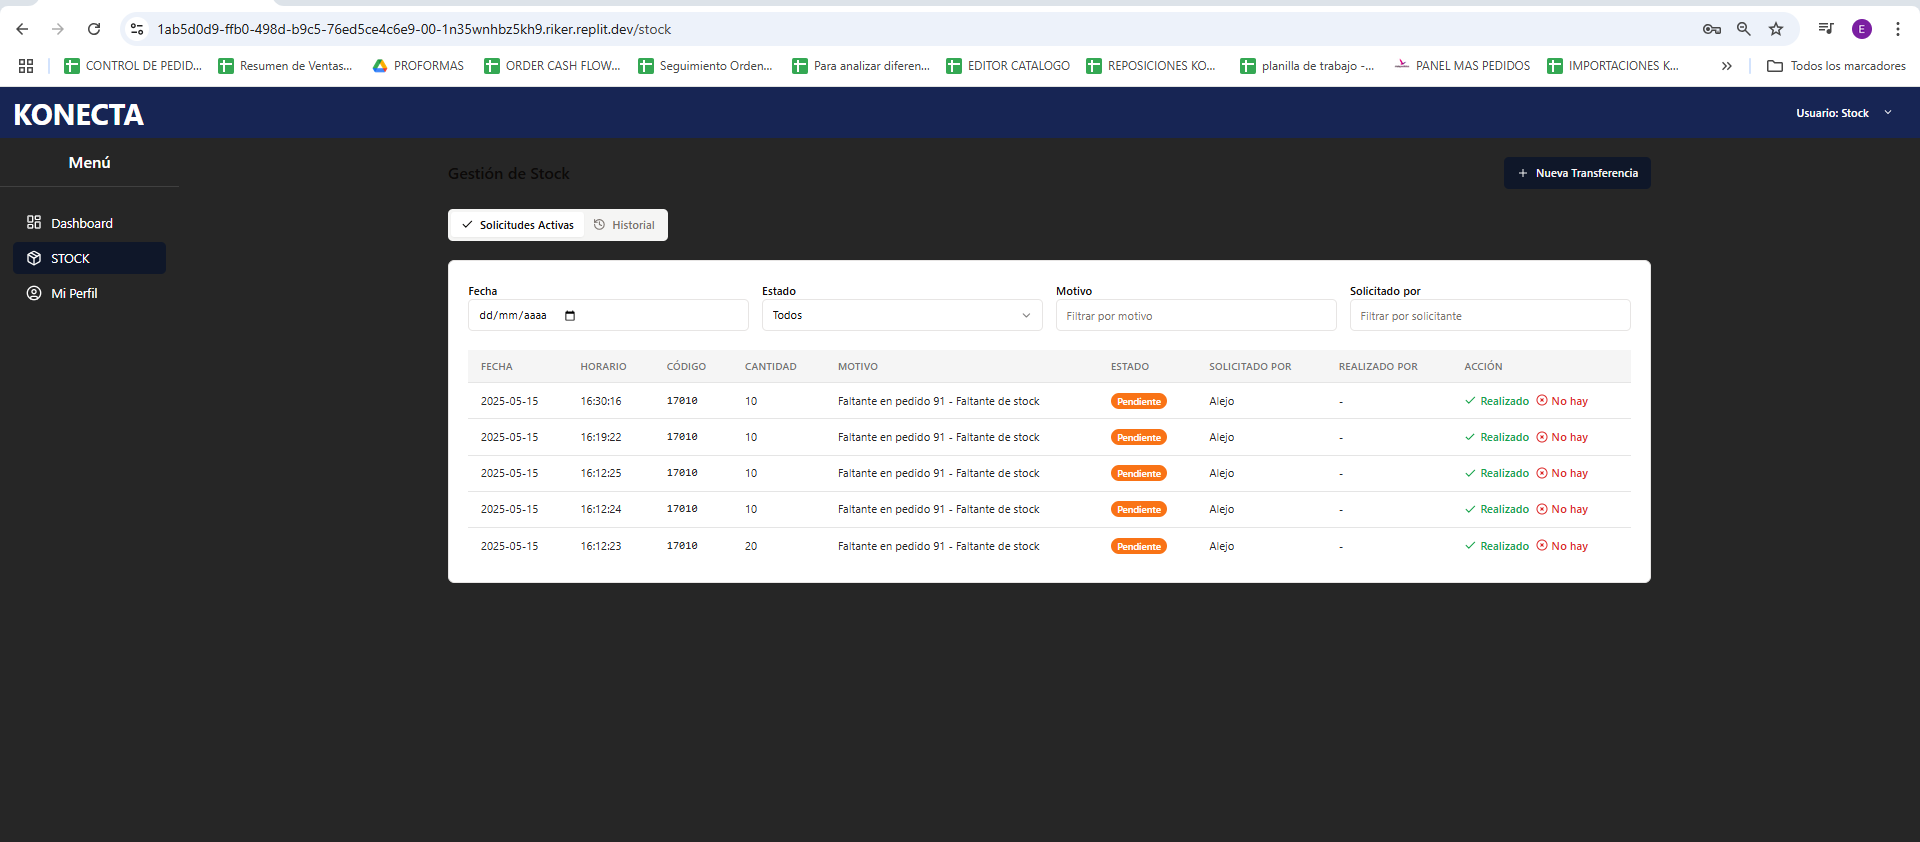 1ab5d0d9-ffb0-498d-b9c5-76ed5ce4c6e9-00-1n35wnhbz5kh9.riker.replit.dev/stock
E
CONTROL DE PEDID...
Resumen de Ventas...
PROFORMAS
ORDER CASH FLOW...
Seguimiento Orden...
Para analizar diferen...
EDITOR CATALOGO
REPOSICIONES KO...
planilla de trabajo -...
PANEL MAS PEDIDOS
IMPORTACIONES K...
Todos los marcadores
KONECTA
Usuario: Stock
Menú
Dashboard
STOCK
Mi Perfil
Gestión de Stock
Nueva Transferencia
Solicitudes Activas
Historial
Fecha Estado Motivo Solicitado por
dd/mm/aaaa Todos Filtrar por motivo Filtrar por solicitante
FECHA HORARIO CÓDIGO CANTIDAD MOTIVO ESTADO SOLICITADO POR REALIZADO POR ACCIÓN
2025-05-15 16:30:16 17010 10 Faltante en pedido 91 - Faltante de stock Pendiente Alejo - Realizado No hay
2025-05-15 16:19:22 17010 10 Faltante en pedido 91 - Faltante de stock Pendiente Alejo - Realizado No hay
2025-05-15 16:12:25 17010 10 Faltante en pedido 91 - Faltante de stock Pendiente Alejo - Realizado No hay
2025-05-15 16:12:24 17010 10 Faltante en pedido 91 - Faltante de stock Pendiente Alejo - Realizado No hay
2025-05-15 16:12:23 17010 20 Faltante en pedido 91 - Faltante de stock Pendiente Alejo - Realizado No hay